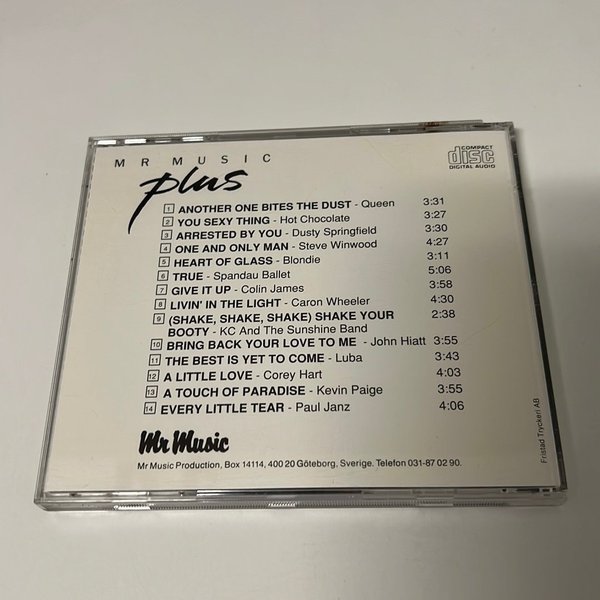 MR MUSIC
plus
COMPACT
disc
DIGITAL AUDIO
1 ANOTHER ONE BITES THE DUST - Queen 3:31
2 YOU SEXY THING - Hot Chocolate 3:27
3 ARRESTED BY YOU - Dusty Springfield 3:30
4 ONE AND ONLY MAN - Steve Winwood 4:27
5 HEART OF GLASS - Blondie 3:11
6 TRUE - Spandau Ballet 5:06
7 GIVE IT UP - Colin James 3:58
8 LIVIN' IN THE LIGHT - Caron Wheeler 4:30
9 (SHAKE, SHAKE, SHAKE) SHAKE YOUR 2:38
BOOTY - KC And The Sunshine Band
10 BRING BACK YOUR LOVE TO ME - John Hiatt 3:55
11 THE BEST IS YET TO COME - Luba 3:43
12 A LITTLE LOVE - Corey Hart 4:03
13 A TOUCH OF PARADISE - Kevin Paige 3:55
14 EVERY LITTLE TEAR - Paul Janz 4:06
Mr Music
Mr Music Production, Box 14114, 400 20 Göteborg, Sverige. Telefon 031-87 02 90.
Fristad Tryckeri AB